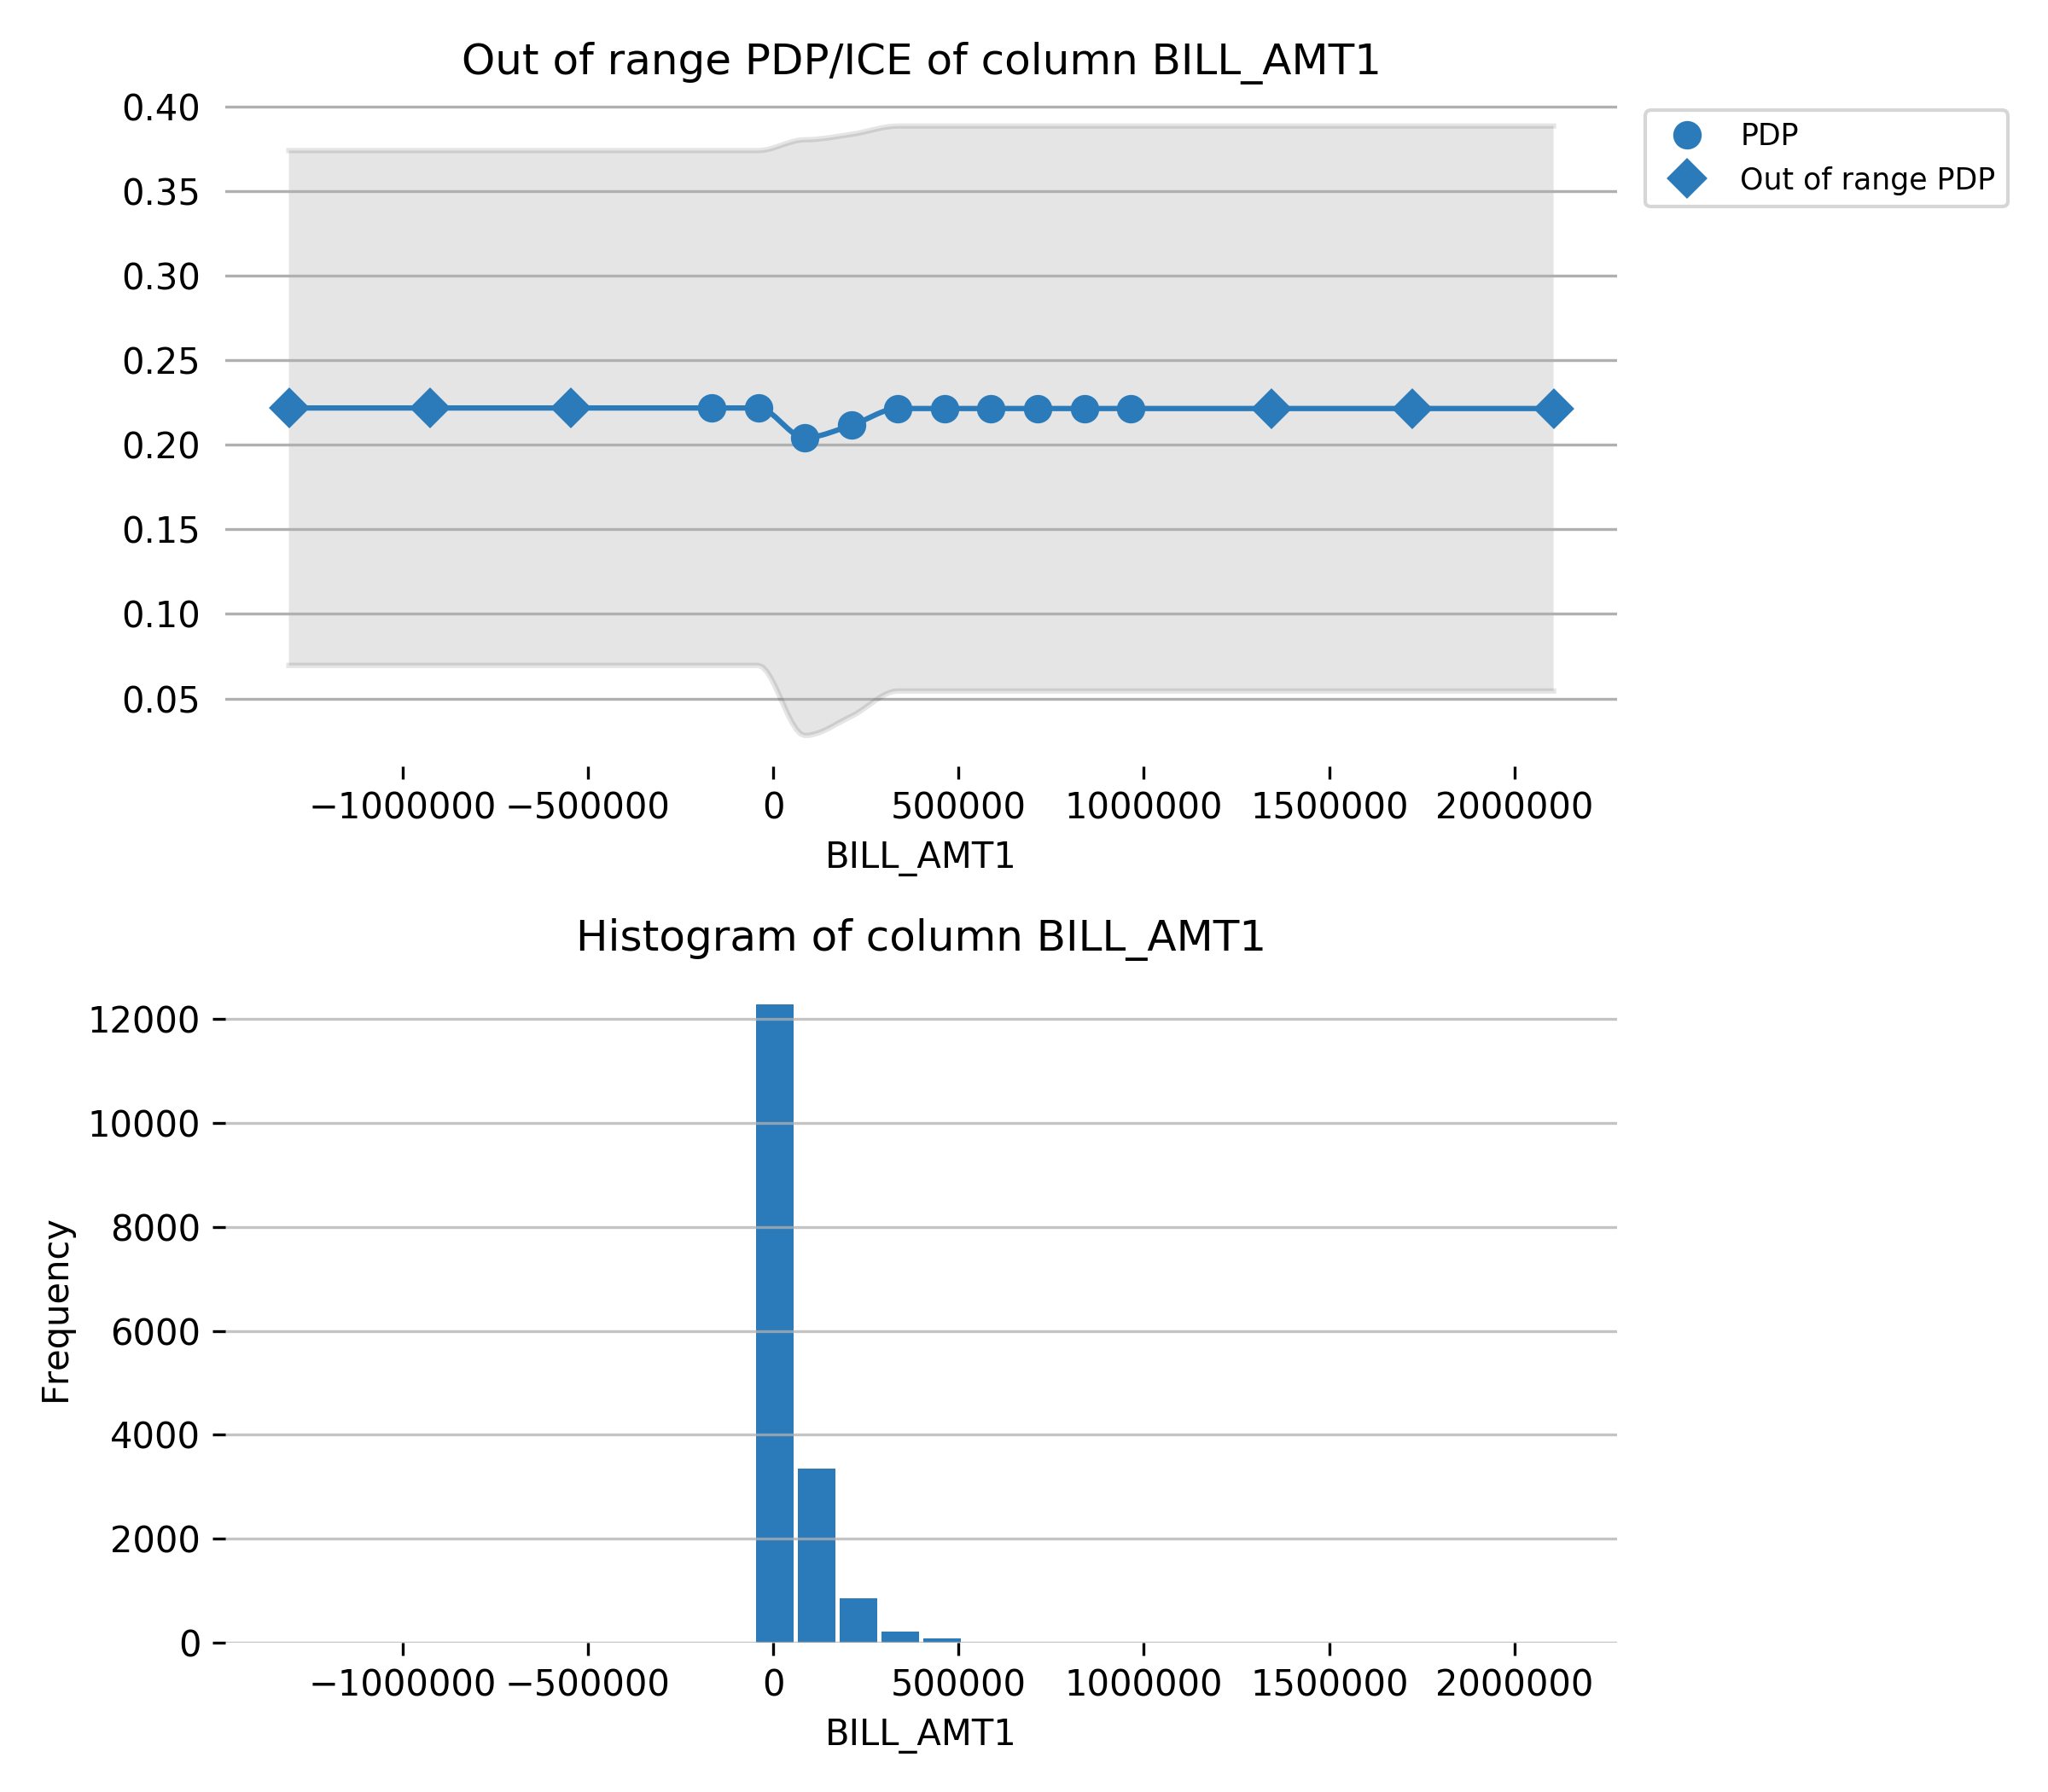 Out of range PDP/ICE of column BILL_AMT1
0.40
0.35
0.30
0.25
0.20
0.15
0.10
0.05
−1000000 −500000 0 500000 1000000 1500000 2000000
BILL_AMT1
PDP
Out of range PDP
Histogram of column BILL_AMT1
12000
10000
8000
6000
4000
2000
0
Frequency
−1000000 −500000 0 500000 1000000 1500000 2000000
BILL_AMT1